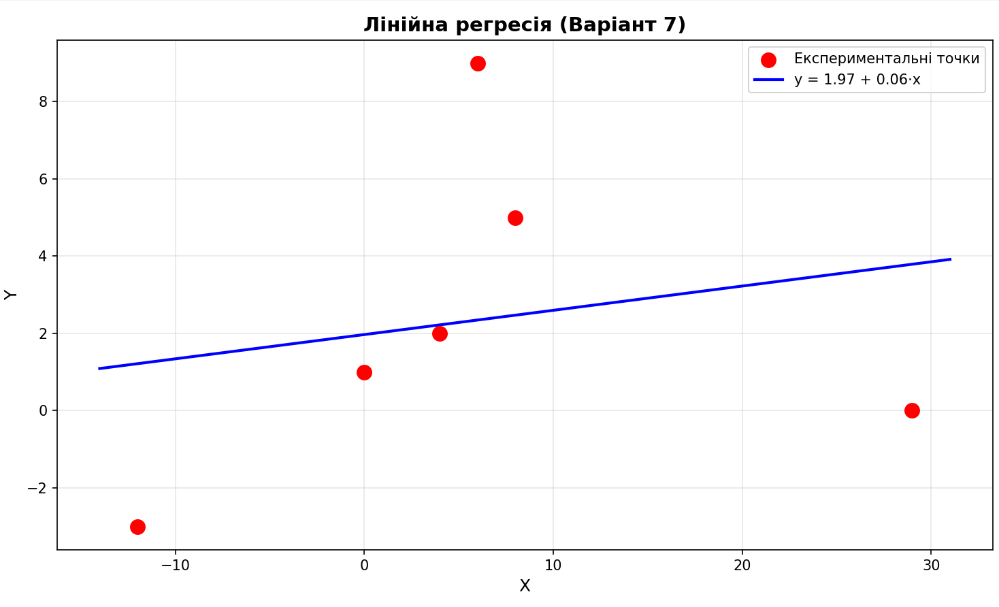 Лінійна регресія (Варіант 7)
Експериментальні точки
y = 1.97 + 0.06·x
Y
8
6
4
2
0
−2
−10
0
10
20
30
X